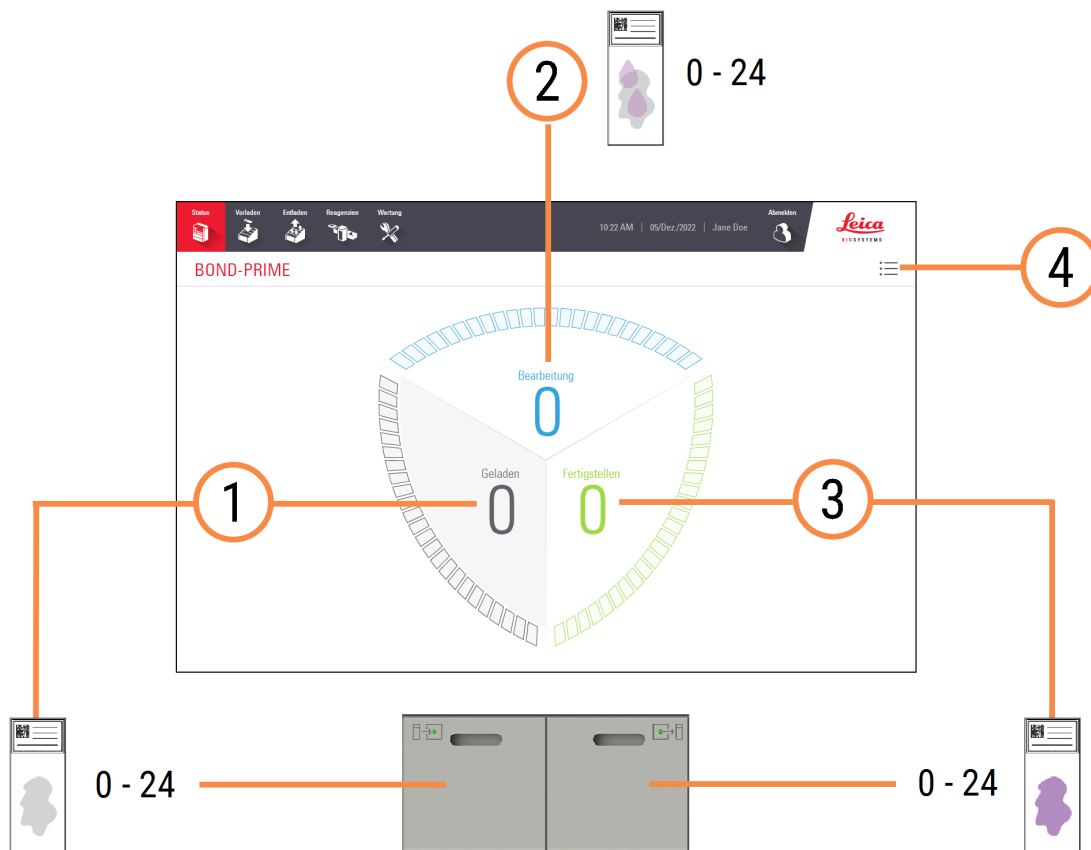 2
0 - 24
Status
Vorladen
Entladen
Reagenzien
Wartung
10:22 AM | 05/Dez./2022 | Jane Doe
Abmelden
Leica
BIOSYSTEMS
BOND-PRIME
4
Bearbeitung
0
Geladen
0
Fertigstellen
0
1
3
0 - 24
0 - 24